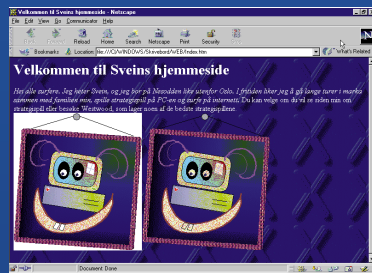 Velkommen til Sveins hjemmeside - Netscape
File Edit View Go Communicator Help
Reload Home Search Netscape Print Security
Bookmarks Location: file:///C|/WINDOWS/Skrivebord/WEB/Index.htm What's Related
Velkommen til Sveins hjemmeside
Hei alle surfere. Jeg heter Svein, og jeg bor på Nesodden like utenfor Oslo. I fritiden liker jeg å gå lange turer i marka
sammen med familien min, spille strategispill på PC-en og surfe på internett. Du kan velge om du vil se siden min om
strategispill eller besøke Westwood, som lager noen av de bedste strategispillene.
Document: Done